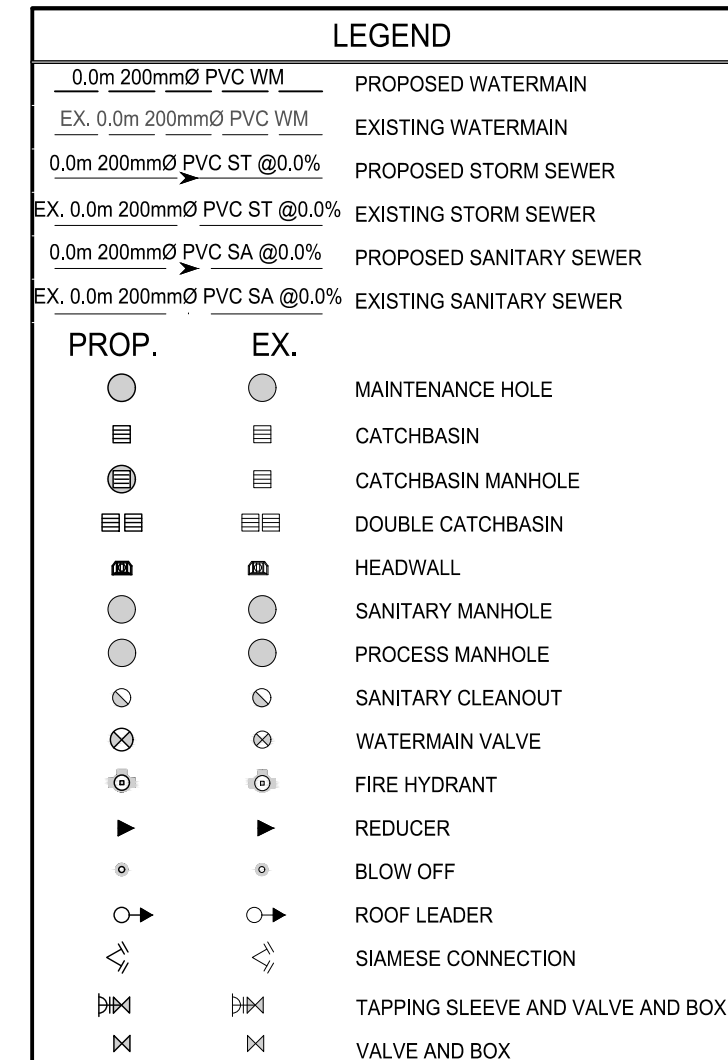 LEGEND
0.0m 200mmØ PVC WM PROPOSED WATERMAIN
EX. 0.0m 200mmØ PVC WM EXISTING WATERMAIN
0.0m 200mmØ PVC ST @0.0% PROPOSED STORM SEWER
EX. 0.0m 200mmØ PVC ST @0.0% EXISTING STORM SEWER
0.0m 200mmØ PVC SA @0.0% PROPOSED SANITARY SEWER
EX. 0.0m 200mmØ PVC SA @0.0% EXISTING SANITARY SEWER
PROP. EX.
MAINTENANCE HOLE
CATCHBASIN
CATCHBASIN MANHOLE
DOUBLE CATCHBASIN
HEADWALL
SANITARY MANHOLE
PROCESS MANHOLE
SANITARY CLEANOUT
WATERMAIN VALVE
FIRE HYDRANT
REDUCER
BLOW OFF
ROOF LEADER
SIAMESE CONNECTION
TAPPING SLEEVE AND VALVE AND BOX
VALVE AND BOX